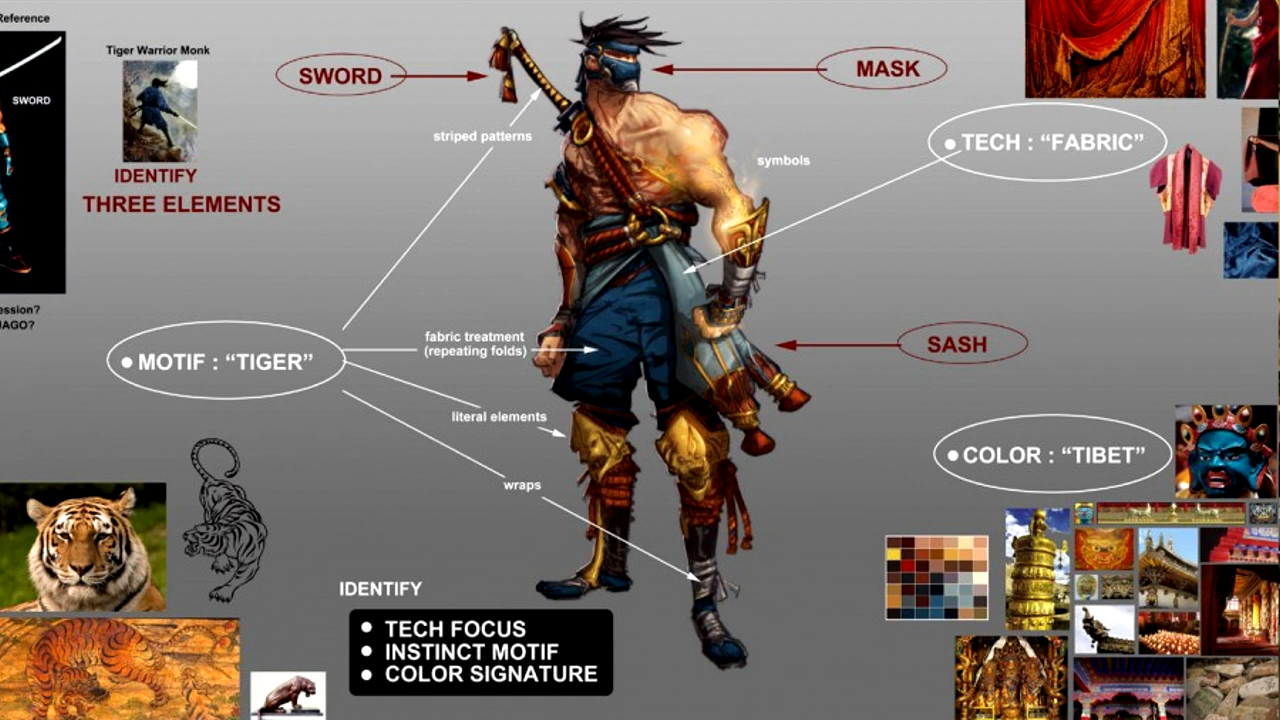 Reference
SWORD
Tiger Warrior Monk
IDENTIFY
THREE ELEMENTS
SWORD
MASK
striped patterns
symbols
TECH : “FABRIC”
ession?
JAGO?
MOTIF : “TIGER”
fabric treatment
(repeating folds)
SASH
literal elements
COLOR : “TIBET”
wraps
IDENTIFY
TECH FOCUS
INSTINCT MOTIF
COLOR SIGNATURE